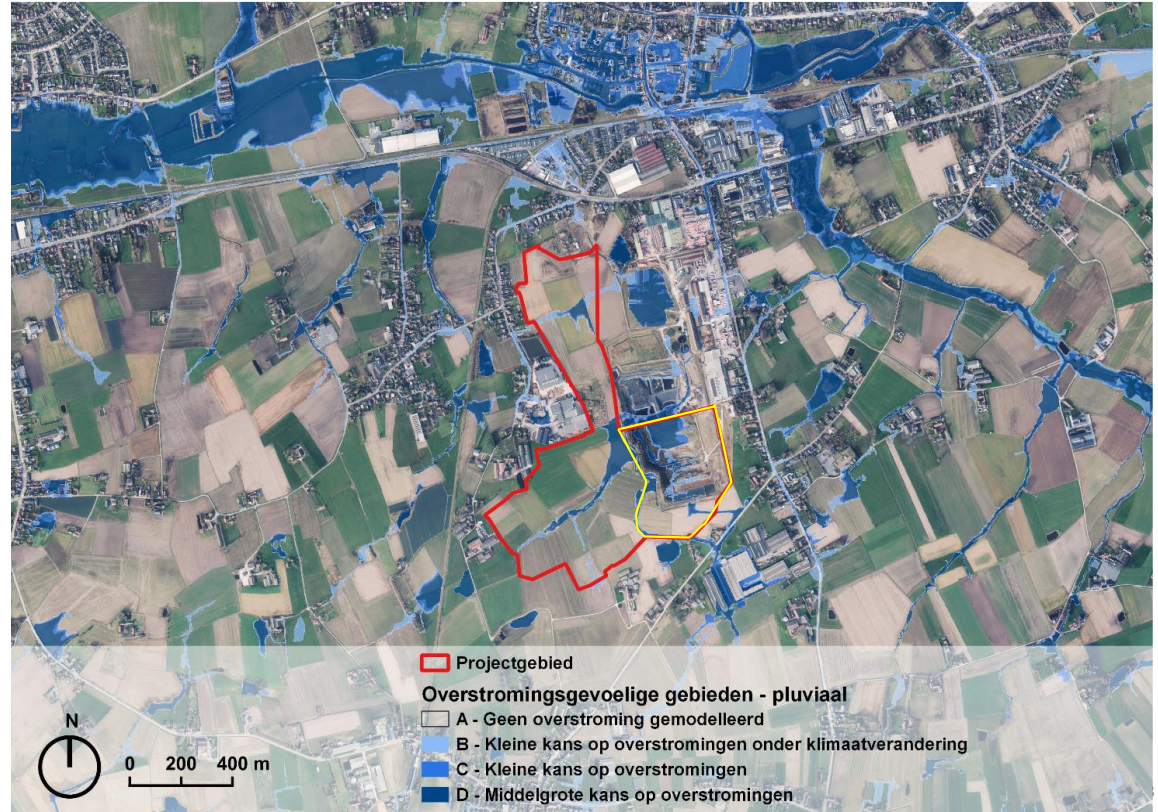 Projectgebied
Overstromingsgevoelige gebieden - pluviaal
A - Geen overstroming gemodelleerd
B - Kleine kans op overstromingen onder klimaatverandering
C - Kleine kans op overstromingen
D - Middelgrote kans op overstromingen
N
0 200 400 m